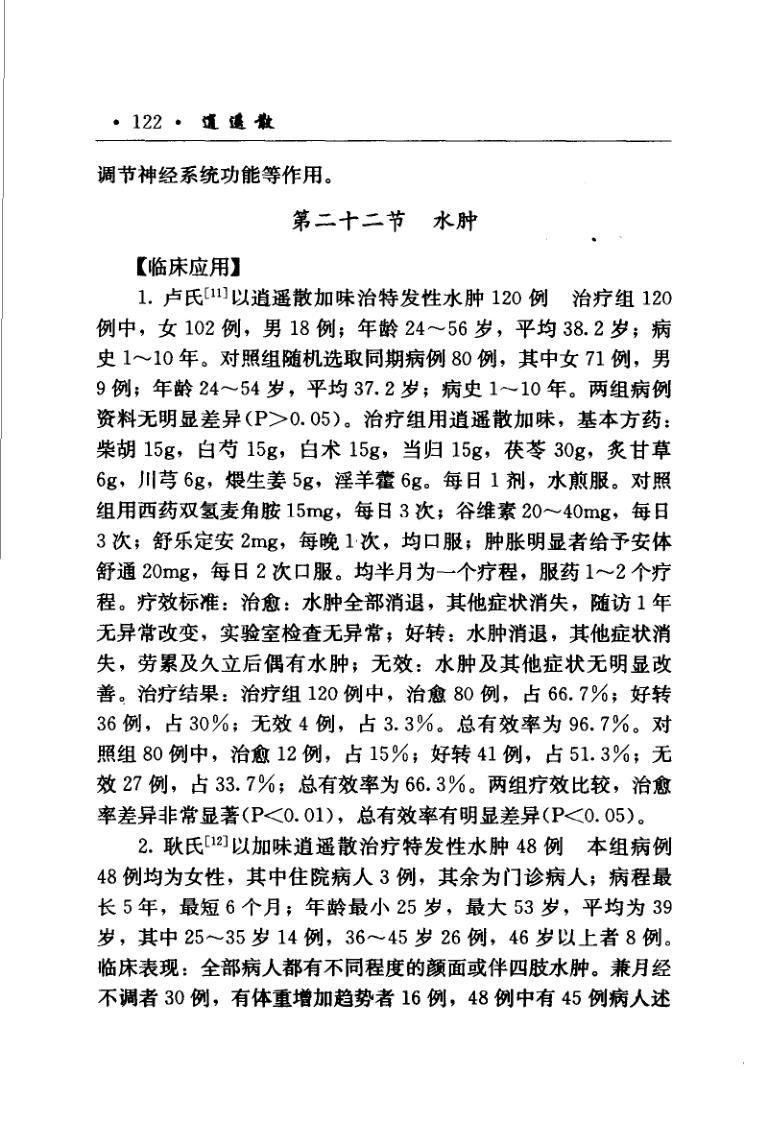 ·122· 逍遥散
调节神经系统功能等作用。
第二十二节 水肿
【临床应用】
1. 卢氏[11]以逍遥散加味治特发性水肿 120 例 治疗组 120
例中，女 102 例，男 18 例；年龄 24～56 岁，平均 38.2 岁；病
史 1～10 年。对照组随机选取同期病例 80 例，其中女 71 例，男
9 例；年龄 24～54 岁，平均 37.2 岁；病史 1～10 年。两组病例
资料无明显差异(P＞0.05)。治疗组用逍遥散加味，基本方药：
柴胡 15g，白芍 15g，白术 15g，当归 15g，茯苓 30g，炙甘草
6g，川芎 6g，煨生姜 5g，淫羊藿 6g。每日 1 剂，水煎服。对照
组用西药双氢麦角胺 15mg，每日 3 次；谷维素 20～40mg，每日
3 次；舒乐定安 2mg，每晚 1 次，均口服；肿胀明显者给予安体
舒通 20mg，每日 2 次口服。均半月为一个疗程，服药 1～2 个疗
程。疗效标准：治愈：水肿全部消退，其他症状消失，随访 1 年
无异常改变，实验室检查无异常；好转：水肿消退，其他症状消
失，劳累及久立后偶有水肿；无效：水肿及其他症状无明显改
善。治疗结果：治疗组 120 例中，治愈 80 例，占 66.7%；好转
36 例，占 30%；无效 4 例，占 3.3%。总有效率为 96.7%。对
照组 80 例中，治愈 12 例，占 15%；好转 41 例，占 51.3%；无
效 27 例，占 33.7%；总有效率为 66.3%。两组疗效比较，治愈
率差异非常显著(P＜0.01)，总有效率有明显差异(P＜0.05)。
2. 耿氏[12]以加味逍遥散治疗特发性水肿 48 例 本组病例
48 例均为女性，其中住院病人 3 例，其余为门诊病人；病程最
长 5 年，最短 6 个月；年龄最小 25 岁，最大 53 岁，平均为 39
岁，其中 25～35 岁 14 例，36～45 岁 26 例，46 岁以上者 8 例。
临床表现：全部病人都有不同程度的颜面或伴四肢水肿。兼月经
不调者 30 例，有体重增加趋势者 16 例，48 例中有 45 例病人述